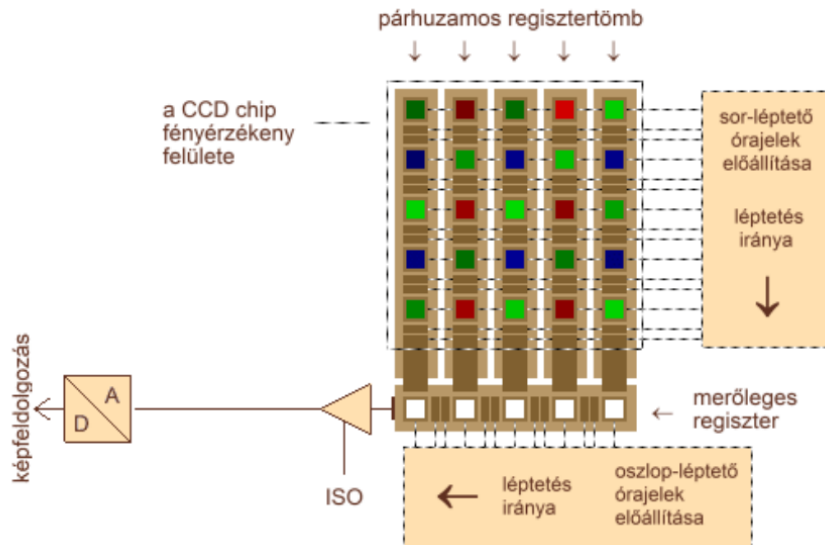 párhuzamos regisztertömb
a CCD chip
fényérzékeny
felülete
sor-léptető
órajelek
előállítása
léptetés
iránya
képfeldolgozás
A
D
ISO
merőleges
regiszter
léptetés
iránya
oszlop-léptető
órajelek
előállítása